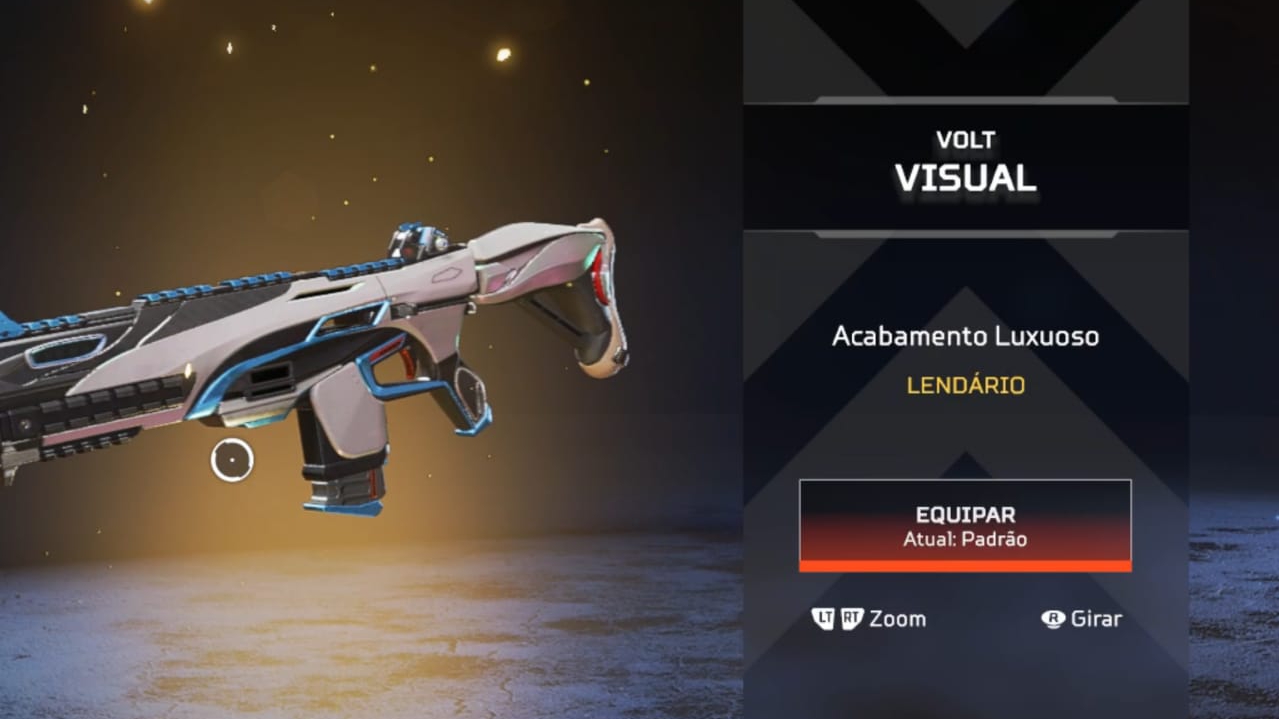 VOLT
VISUAL
Acabamento Luxuoso
LENDÁRIO
EQUIPAR
Atual: Padrão
LT RT Zoom
R Girar